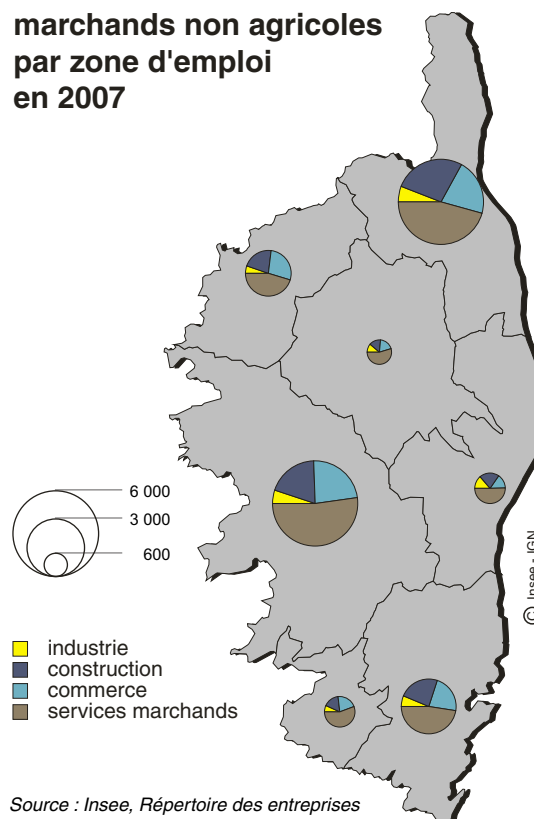 marchands non agricoles
par zone d'emploi
en 2007
6 000
3 000
600
© Insee - IGN
industrie
construction
commerce
services marchands
Source : Insee, Répertoire des entreprises